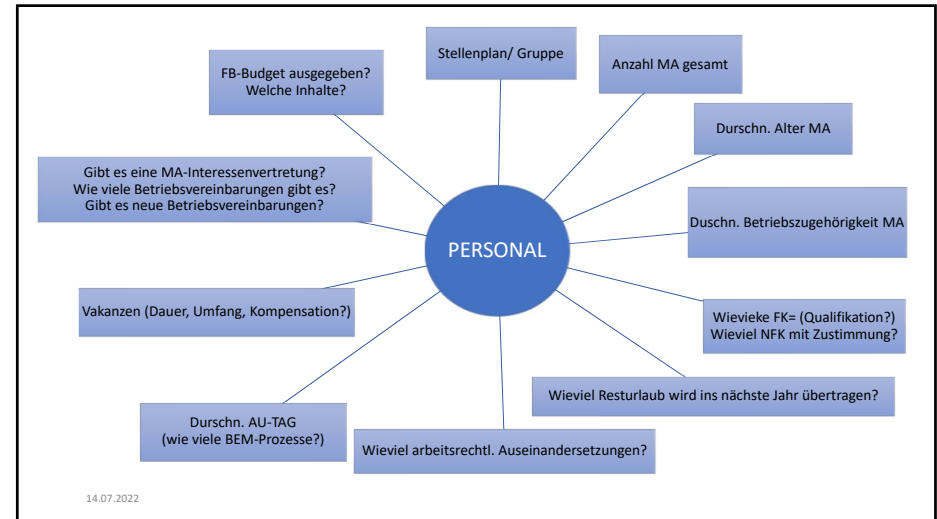 Stellenplan/ Gruppe
Anzahl MA gesamt
FB-Budget ausgegeben?
Welche Inhalte?
Durschn. Alter MA
Gibt es eine MA-Interessenvertretung?
Wie viele Betriebsvereinbarungen gibt es?
Gibt es neue Betriebsvereinbarungen?
Duschn. Betriebszugehörigkeit MA
PERSONAL
Vakanzen (Dauer, Umfang, Kompensation?)
Wievieke FK= (Qualifikation?)
Wieviel NFK mit Zustimmung?
Wieviel Resturlaub wird ins nächste Jahr übertragen?
Durschn. AU-TAG
(wie viele BEM-Prozesse?)
Wieviel arbeitsrechtl. Auseinandersetzungen?
14.07.2022